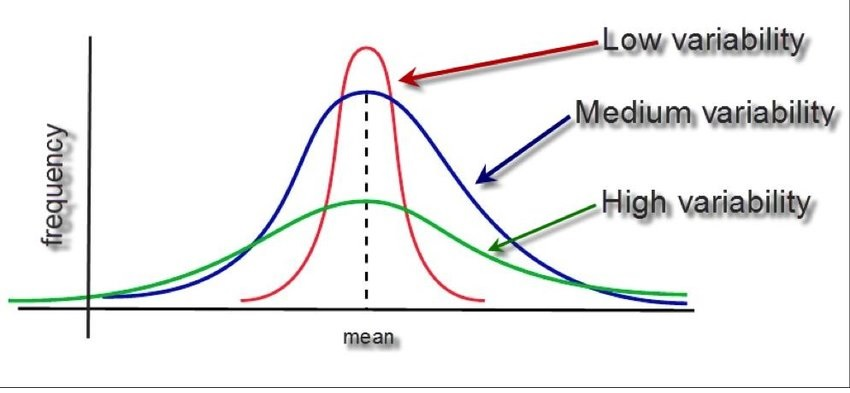 Low variability
Medium variability
High variability
frequency
mean